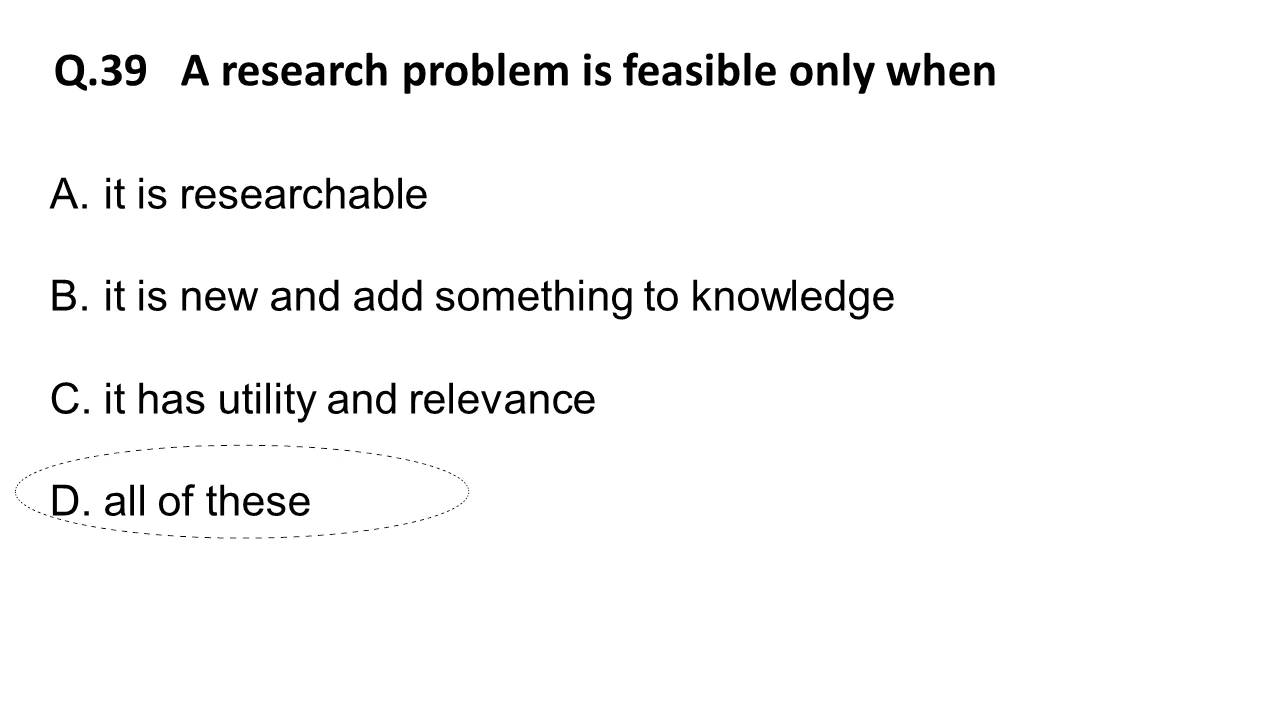 Q.39 A research problem is feasible only when
A. it is researchable
B. it is new and add something to knowledge
C. it has utility and relevance
D. all of these